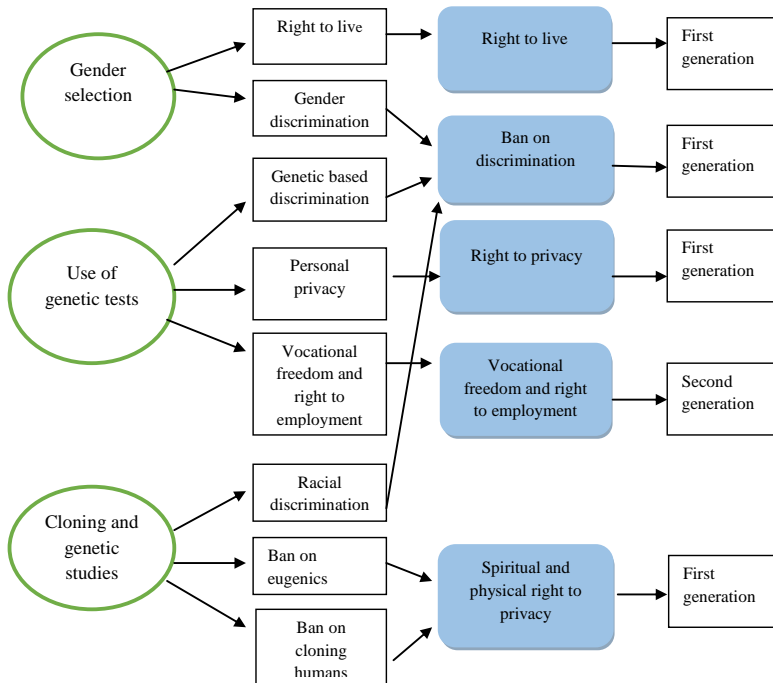 Gender
selection
Right to live
Right to live
First
generation
Gender
discrimination
Ban on
discrimination
First
generation
Genetic based
discrimination
Use of
genetic tests
Personal
privacy
Right to privacy
First
generation
Vocational
freedom and
right to
employment
Vocational
freedom and right
to employment
Second
generation
Cloning and
genetic
studies
Racial
discrimination
Ban on
eugenics
Spiritual and
physical right to
privacy
First
generation
Ban on
cloning
humans